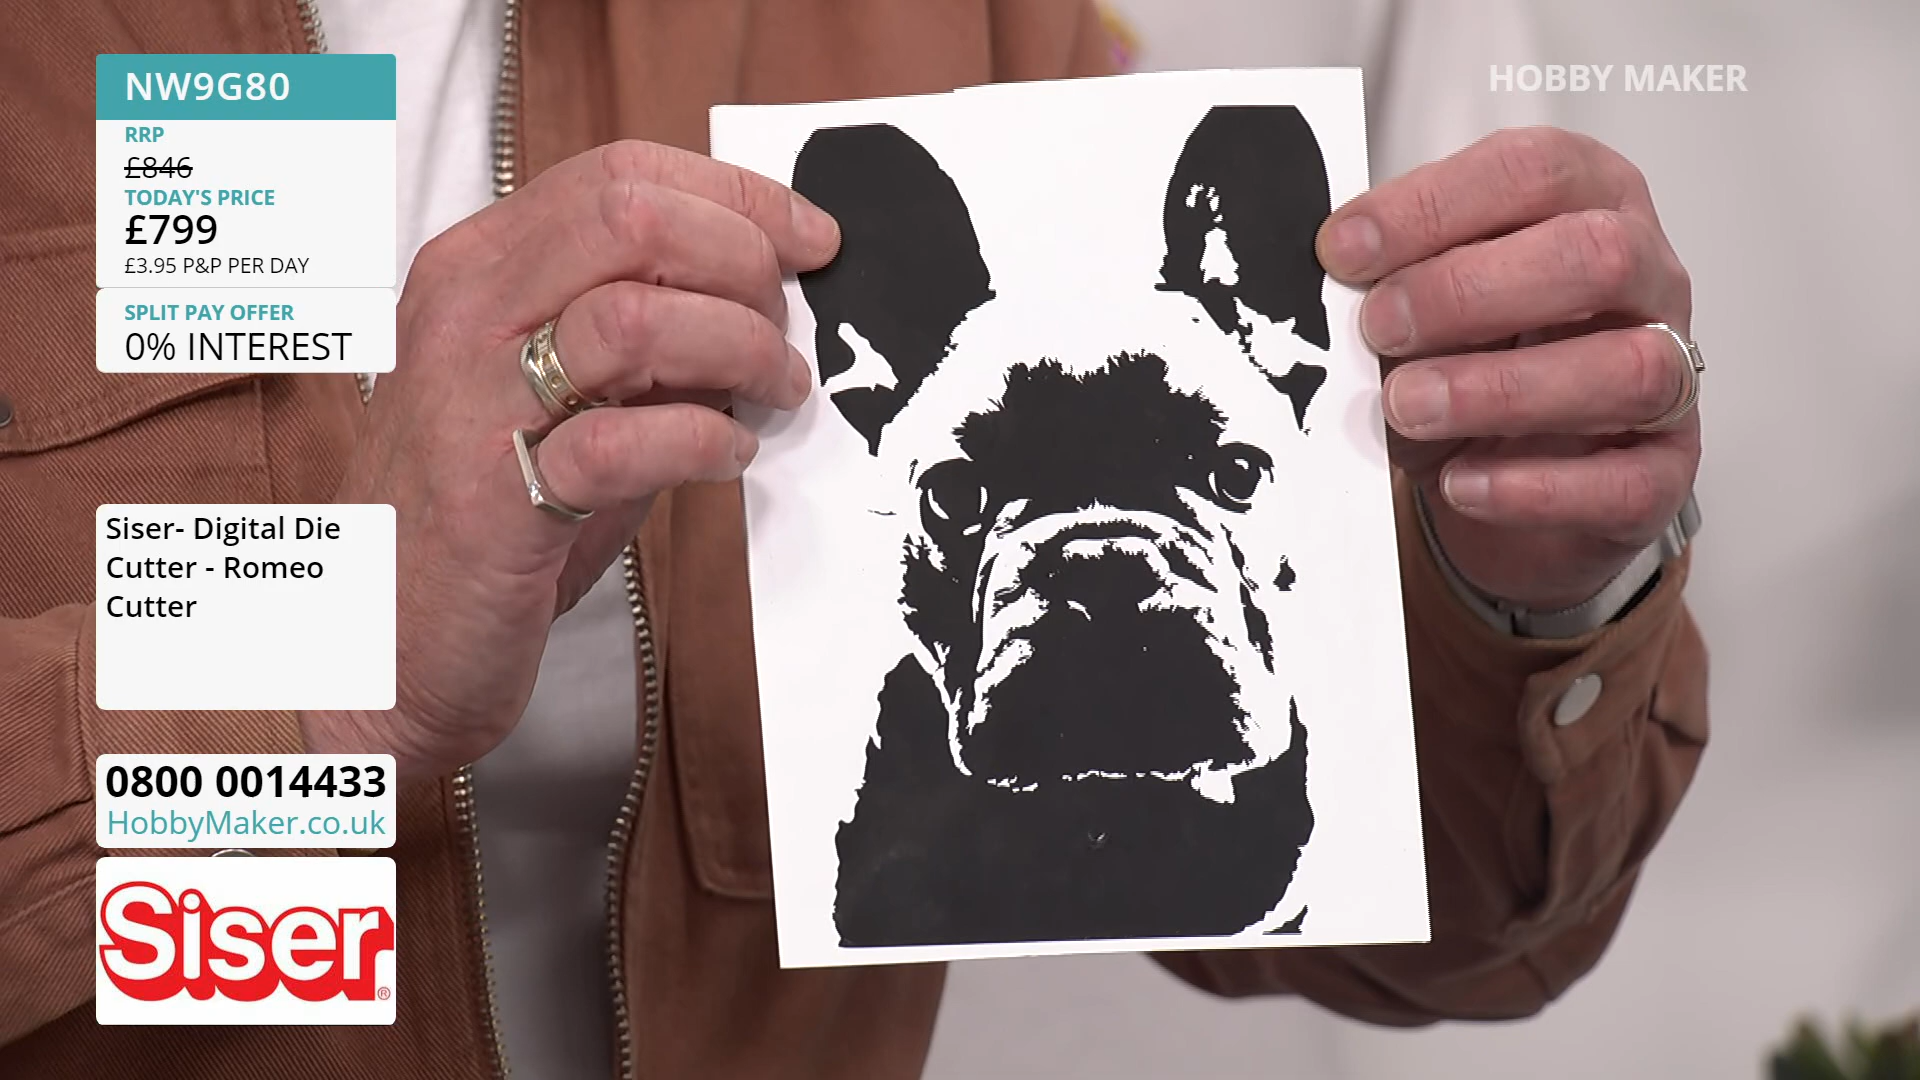 NW9G80
RRP
£846
TODAY'S PRICE
£799
£3.95 P&P PER DAY
SPLIT PAY OFFER
0% INTEREST
Siser- Digital Die
Cutter - Romeo
Cutter
0800 0014433
HobbyMaker.co.uk
Siser®
HOBBY MAKER